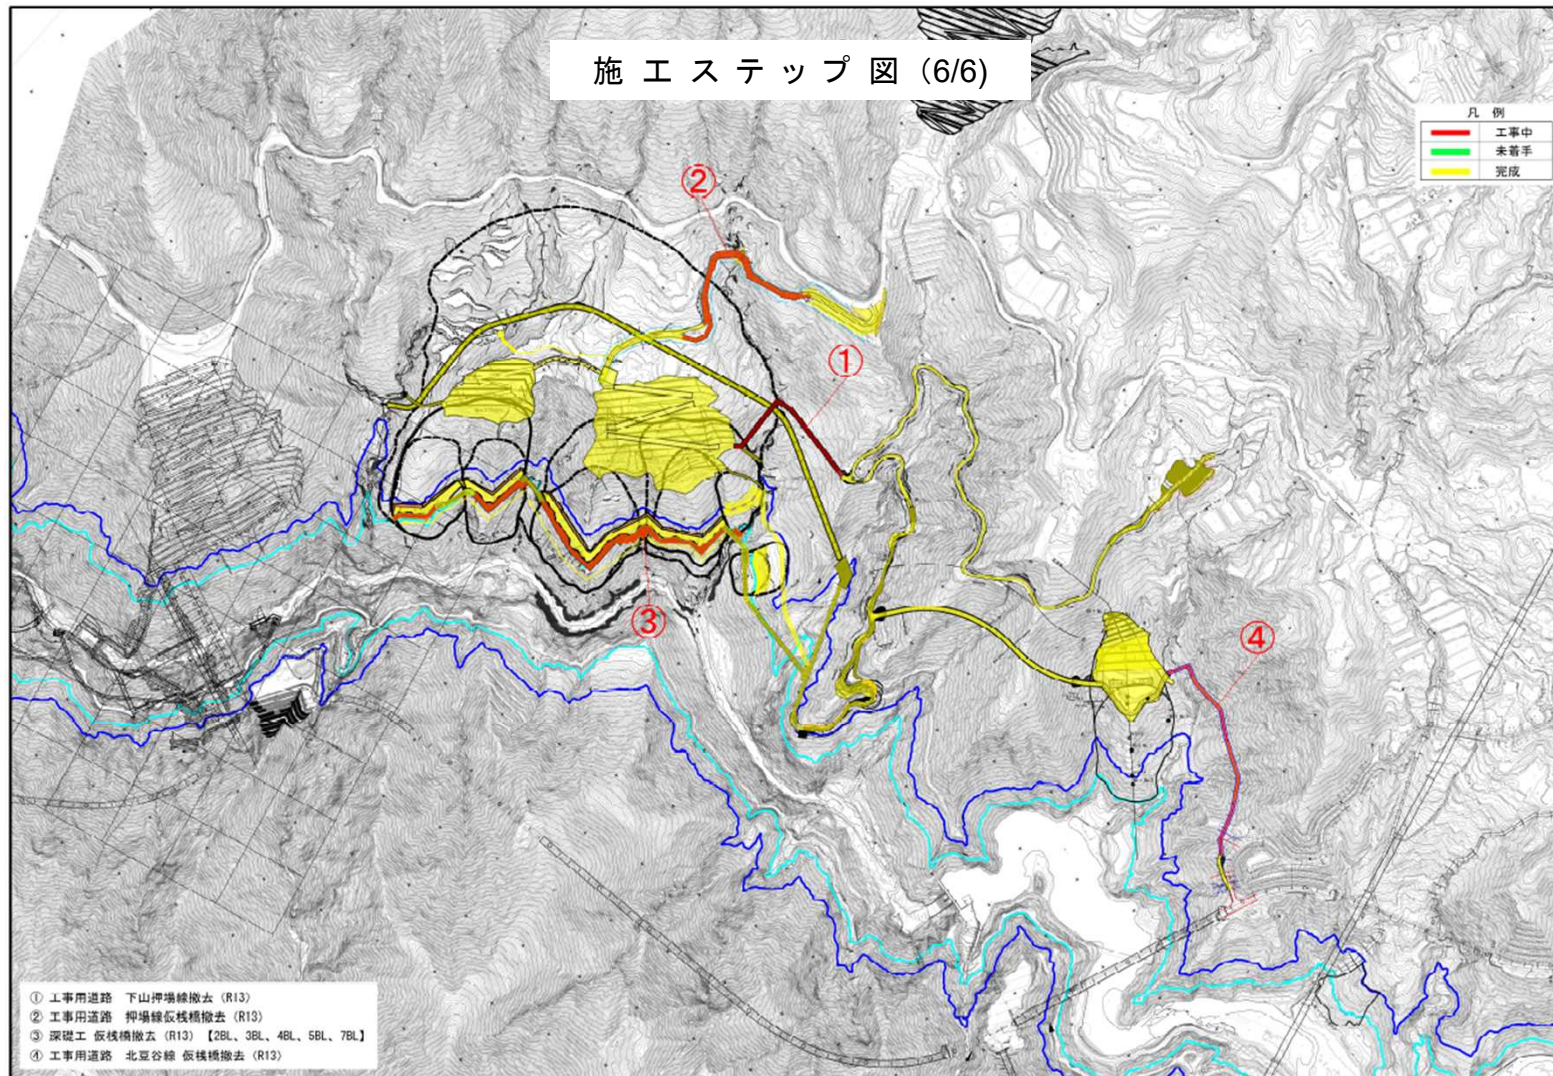 施工ステップ図（6/6)
凡 例
工事中
未着手
完成
②
①
③
④
① 工事用道路 下山押場線撤去（R13）
② 工事用道路 押場線仮桟橋撤去（R13）
③ 深礎工 仮桟橋撤去（R13）【2BL、3BL、4BL、5BL、7BL】
④ 工事用道路 北豆谷線 仮桟橋撤去（R13）